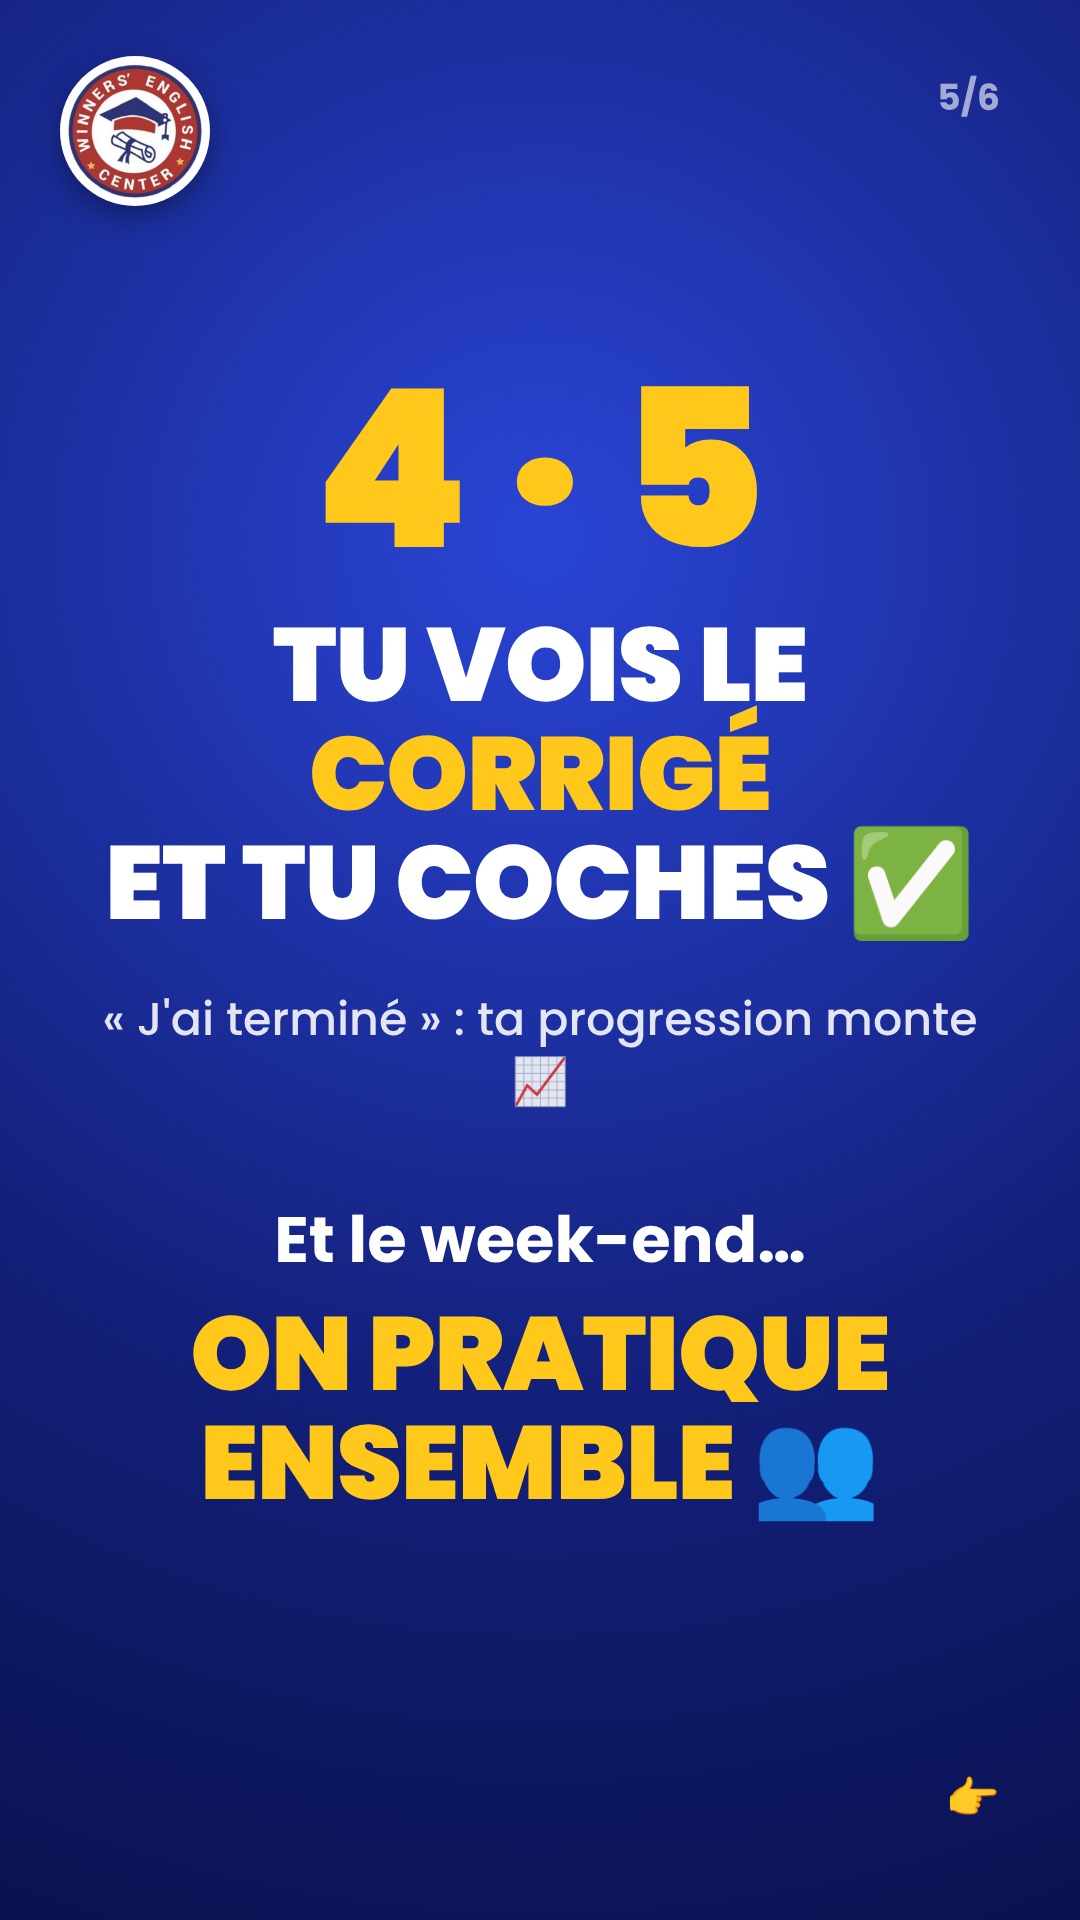 WINNERS' ENGLISH CENTER
5/6
4 • 5
TU VOIS LE
CORRIGÉ
ET TU COCHES ✅
« J'ai terminé » : ta progression monte
📈
Et le week-end...
ON PRATIQUE
ENSEMBLE 👥
👉